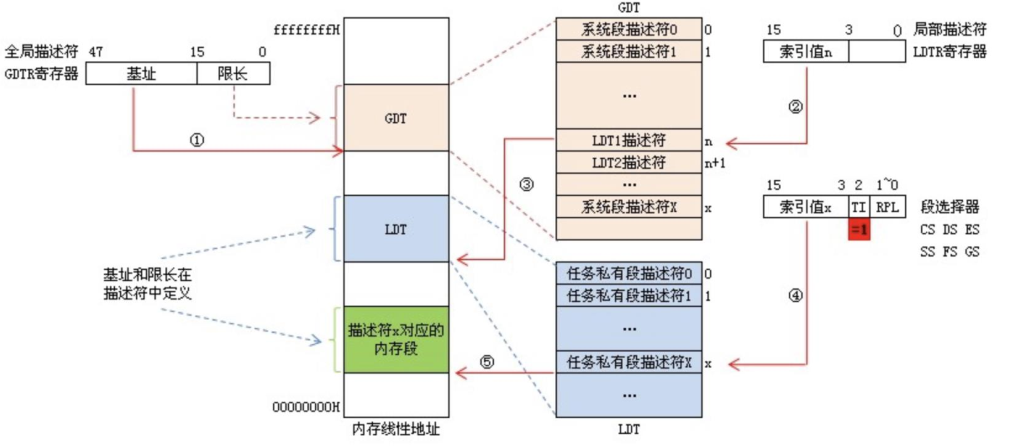 全局描述符
GDTR寄存器
47 15 0
基址 限长
ffffffffH
GDT
LDT
描述符x对应的
内存段
00000000H
内存线性地址
基址和限长在
描述符中定义
①
②
③
④
⑤
GDT
系统段描述符0 0
系统段描述符1 1
...
LDT1描述符 n
LDT2描述符 n+1
...
系统段描述符X x
任务私有段描述符0 0
任务私有段描述符1 1
...
任务私有段描述符X x
...
LDT
15 3 0
索引值n
局部描述符
LDTR寄存器
15 3 2 1~0
索引值x TI RPL
=1
段选择器
CS DS ES
SS FS GS